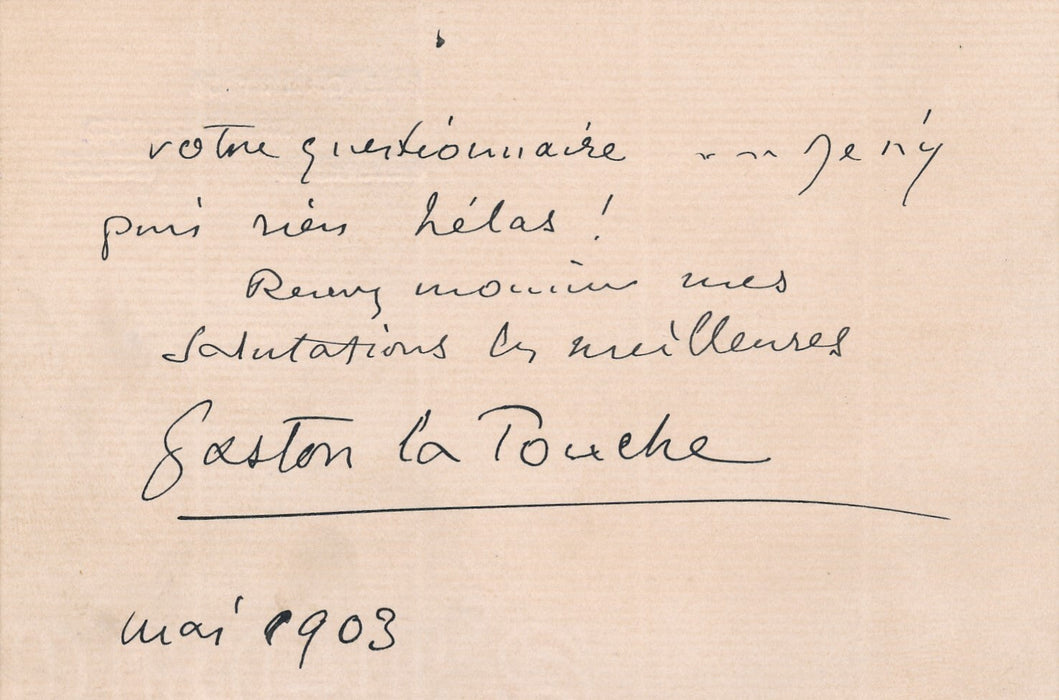 votre questionnaire --- Je n'y
puis rien hélas !
Recevez monsieur mes
salutations les meilleures
Gaston la Touche
mai 1903